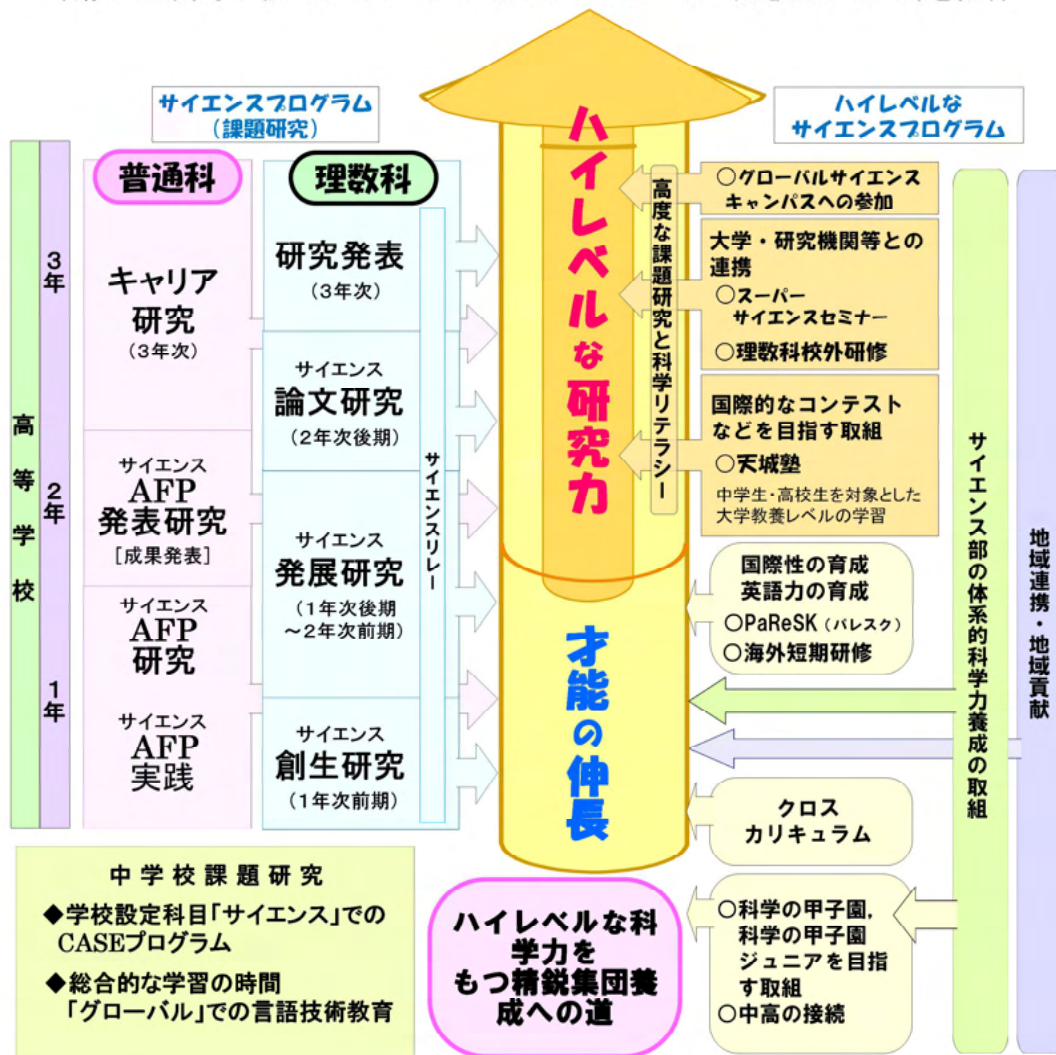 サイエンスプログラム
(課題研究)
ハイレベルな
サイエンスプログラム
高等学校
3年
2年
1年
普通科
キャリア
研究
(3年次)
サイエンス
AFP
発表研究
[成果発表]
サイエンス
AFP
研究
サイエンス
AFP
実践
理数科
研究発表
(3年次)
サイエンス
論文研究
(2年次後期)
サイエンス
発展研究
(1年次後期
～2年次前期)
サイエンス
創生研究
(1年次前期)
サイエンスリレー
ハイレベルな研究力
才能の伸長
高度な課題研究と科学リテラシー
○グローバルサイエンス
キャンパスへの参加
大学・研究機関等との
連携
○スーパー
サイエンスセミナー
○理数科校外研修
国際的なコンテスト
などを目指す取組
○天城塾
中学生・高校生を対象とした
大学教養レベルの学習
国際性の育成
英語力の育成
○PaReSK（パレスク）
○海外短期研修
クロス
カリキュラム
○科学の甲子園,
科学の甲子園
ジュニアを目指
す取組
○中高の接続
サイエンス部の体系的科学力養成の取組
地域連携・地域貢献
中学校課題研究
◆学校設定科目「サイエンス」での
CASEプログラム
◆総合的な学習の時間
「グローバル」での言語技術教育
ハイレベルな科
学力を
もつ精鋭集団養
成への道